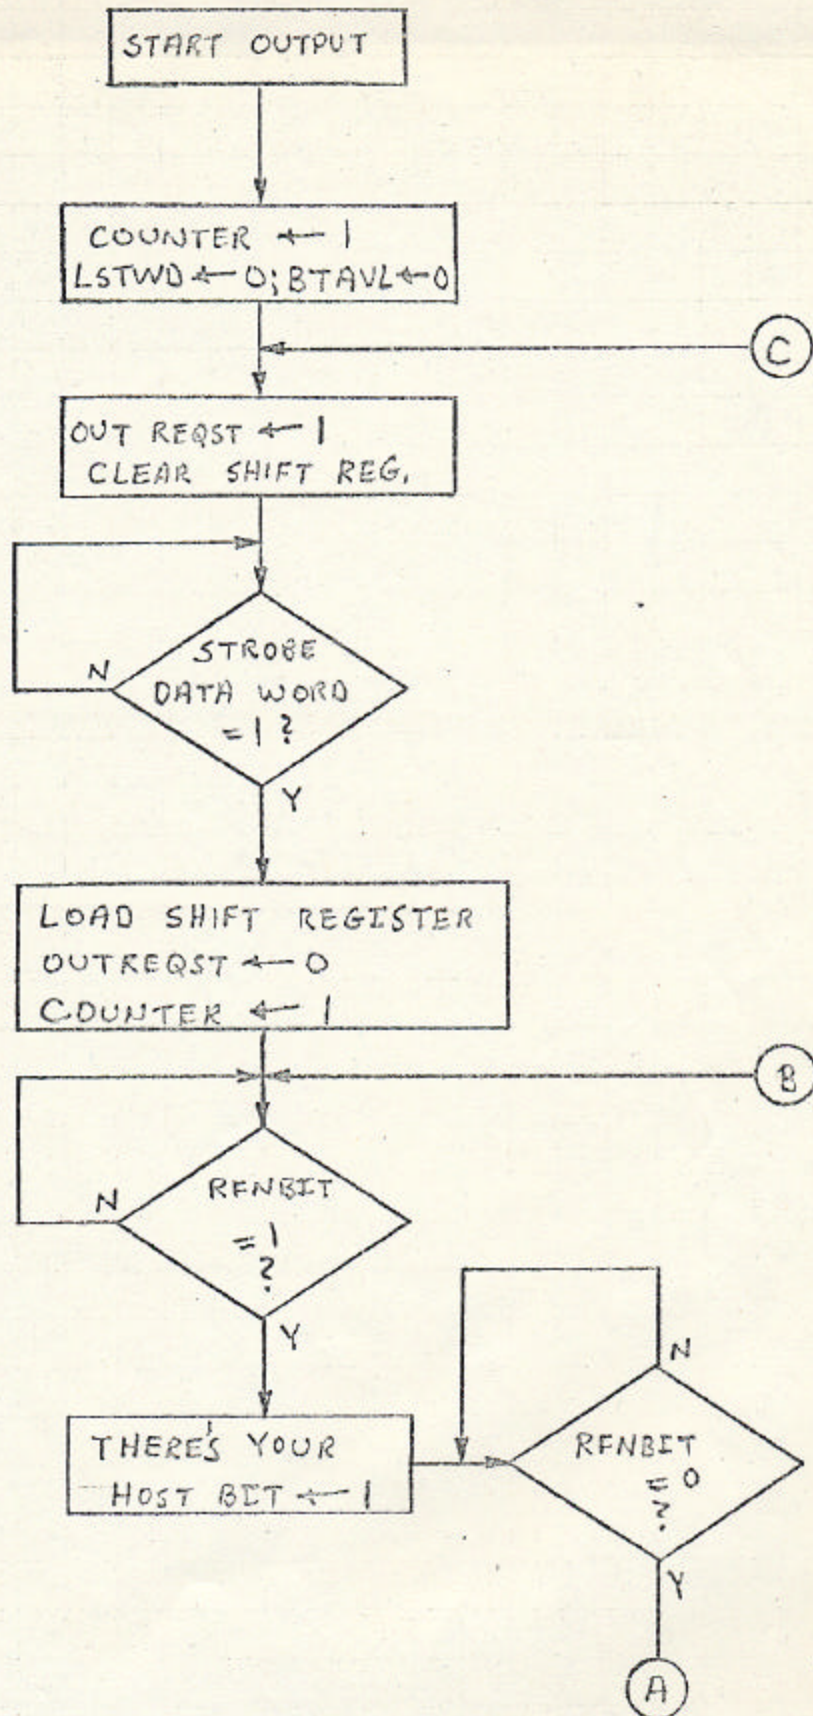 START OUTPUT
COUNTER ← 1
LSTWD ← 0; BTAVL ← 0
C
OUT REQST ← 1
CLEAR SHIFT REG.
STROBE
DATA WORD
= 1 ?
N
Y
LOAD SHIFT REGISTER
OUTREQST ← 0
COUNTER ← 1
B
RFNBIT
= 1
?
N
Y
THERE'S YOUR
HOST BIT ← 1
N
RFNBIT
= 0
?
Y
A